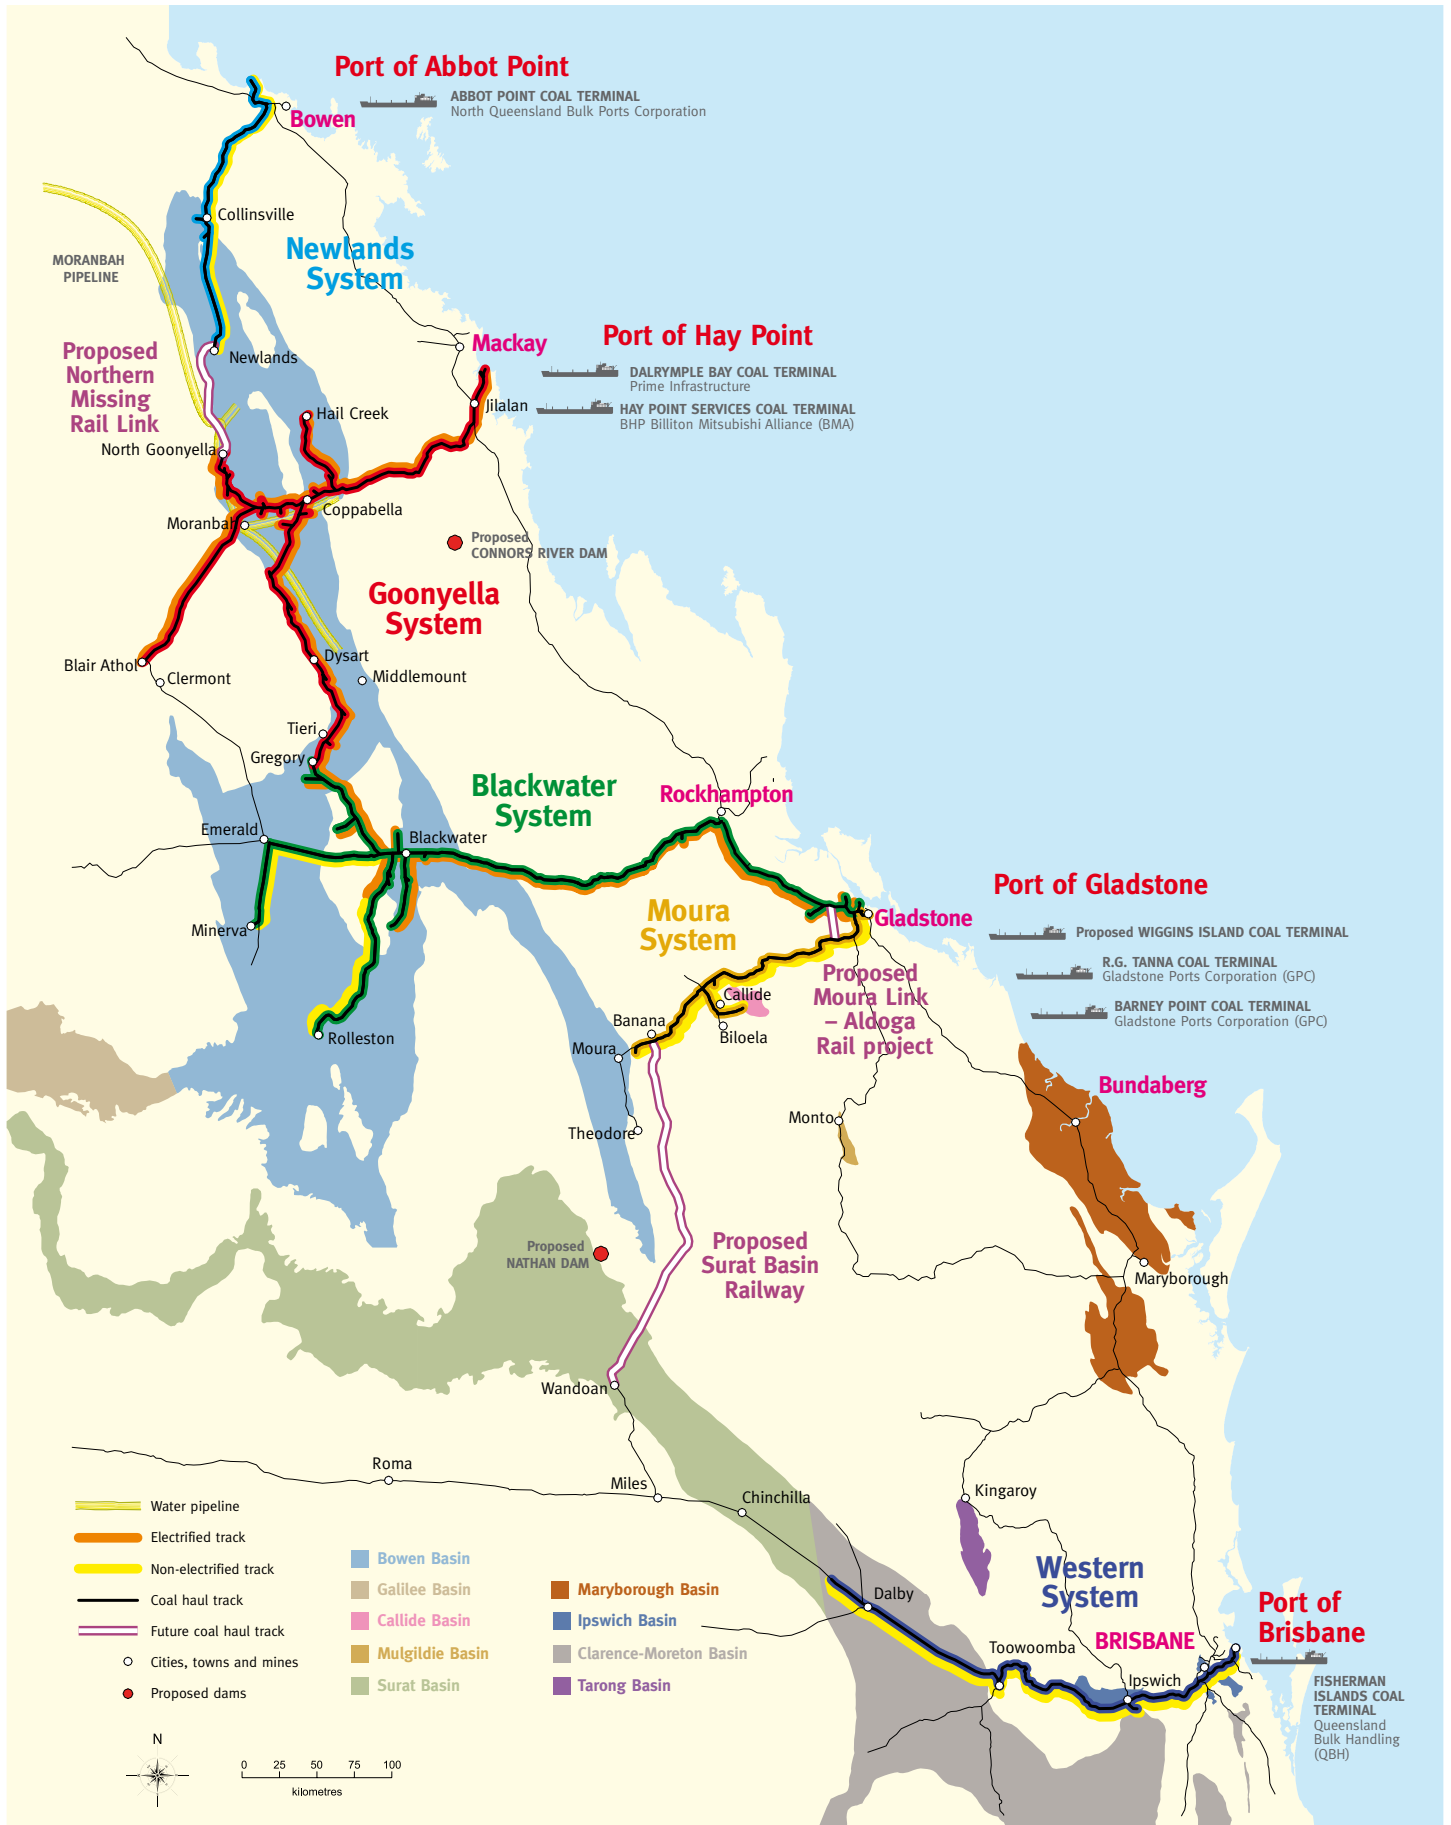 Port of Abbot Point
ABBOT POINT COAL TERMINAL
North Queensland Bulk Ports Corporation
Bowen
Collinsville
Newlands
System
MORANBAH
PIPELINE
Port of Hay Point
Mackay
Proposed
Northern
Missing
Rail Link
Newlands
DALRYMPLE BAY COAL TERMINAL
Prime Infrastructure
Jilalan
HAY POINT SERVICES COAL TERMINAL
BHP Billiton Mitsubishi Alliance (BMA)
Hail Creek
North Goonyella
Coppabella
Moranbah
Proposed
CONNORS RIVER DAM
Goonyella
System
Dysart
Blair Athol
Clermont
Middlemount
Tieri
Gregory
Blackwater
System
Rockhampton
Emerald
Blackwater
Port of Gladstone
Moura
System
Gladstone
Minerva
Proposed WIGGINS ISLAND COAL TERMINAL
R.G. TANNA COAL TERMINAL
Gladstone Ports Corporation (GPC)
Proposed
Moura Link
– Aldoga
Rail project
Callide
BARNEY POINT COAL TERMINAL
Gladstone Ports Corporation (GPC)
Banana
Biloela
Rolleston
Moura
Bundaberg
Monto
Theodore
Proposed
NATHAN DAM
Proposed
Surat Basin
Railway
Maryborough
Wandoan
Roma
Miles
Chinchilla
Kingaroy
Water pipeline
Electrified track
Non-electrified track
Coal haul track
Future coal haul track
Cities, towns and mines
Proposed dams
Bowen Basin
Galilee Basin
Callide Basin
Mulgildie Basin
Surat Basin
Maryborough Basin
Ipswich Basin
Clarence-Moreton Basin
Tarong Basin
Western
System
Dalby
Port of
Brisbane
Toowoomba
BRISBANE
Ipswich
FISHERMAN
ISLANDS COAL
TERMINAL
Queensland
Bulk Handling
(QBH)
N
0 25 50 75 100
kilometres